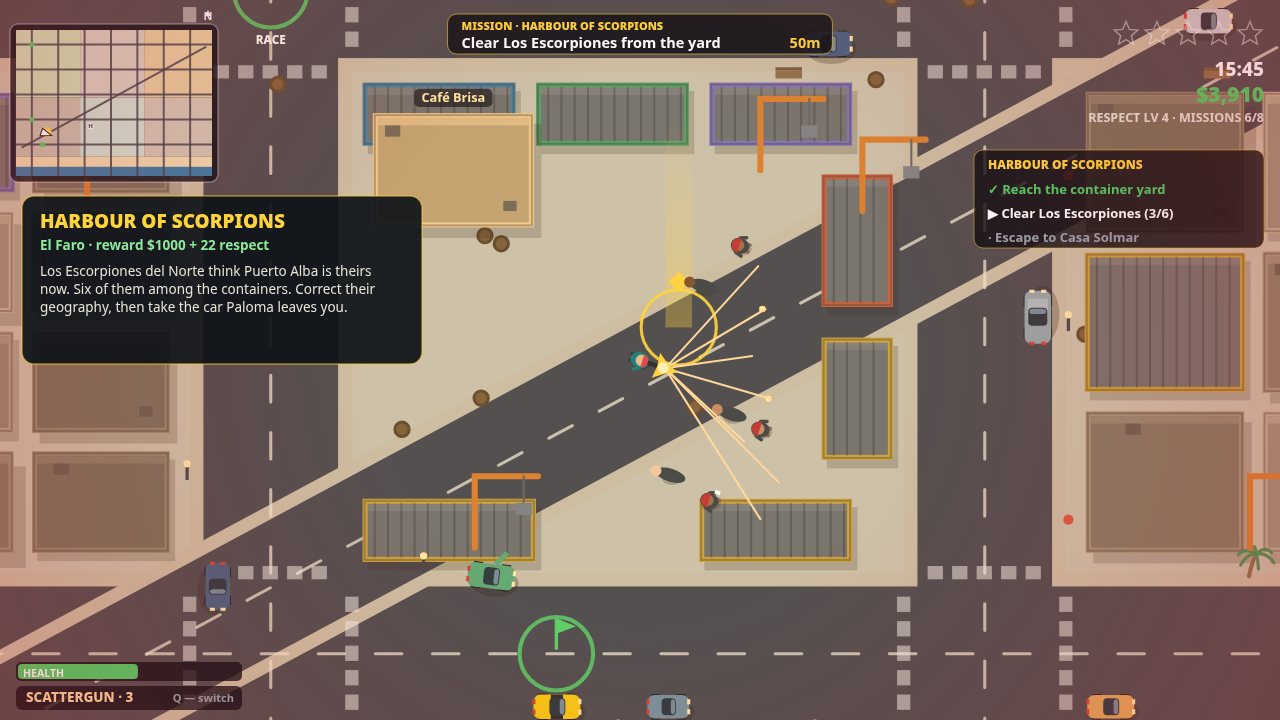 N
RACE
MISSION · HARBOUR OF SCORPIONS
Clear Los Escorpiones from the yard 50m
15:45
$3,910
RESPECT LV 4 · MISSIONS 6/8
Café Brisa
HARBOUR OF SCORPIONS
✓ Reach the container yard
▶ Clear Los Escorpiones (3/6)
· Escape to Casa Solmar
HARBOUR OF SCORPIONS
El Faro · reward $1000 + 22 respect
Los Escorpiones del Norte think Puerto Alba is theirs
now. Six of them among the containers. Correct their
geography, then take the car Paloma leaves you.
HEALTH
SCATTERGUN · 3 Q — switch